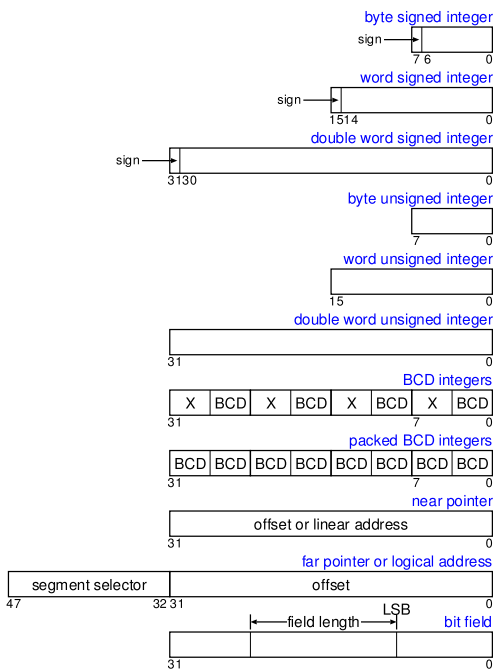 byte signed integer
sign
7 6 0
word signed integer
sign
1514 0
double word signed integer
sign
3130 0
byte unsigned integer
7 0
word unsigned integer
15 0
double word unsigned integer
31 0
BCD integers
X BCD X BCD X BCD X BCD
31 7 0
packed BCD integers
BCD BCD BCD BCD BCD BCD BCD BCD
31 7 0
near pointer
offset or linear address
31 0
far pointer or logical address
segment selector offset
47 32 31 0
LSB
field length bit field
31 0